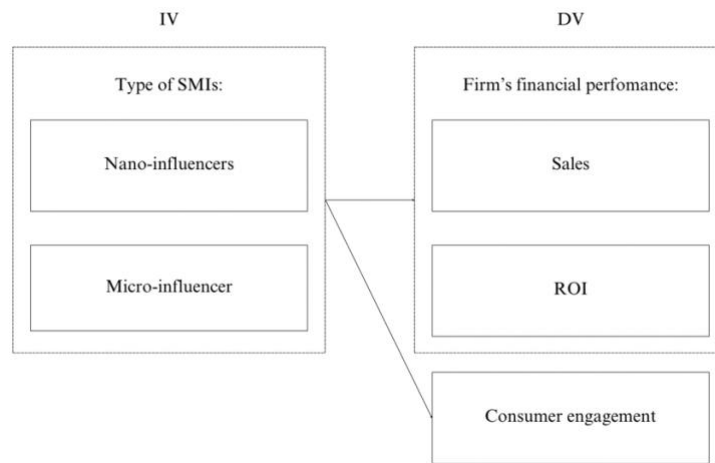 IV
DV
Type of SMIs:
Firm's financial perfomance:
Nano-influencers
Sales
Micro-influencer
ROI
Consumer engagement